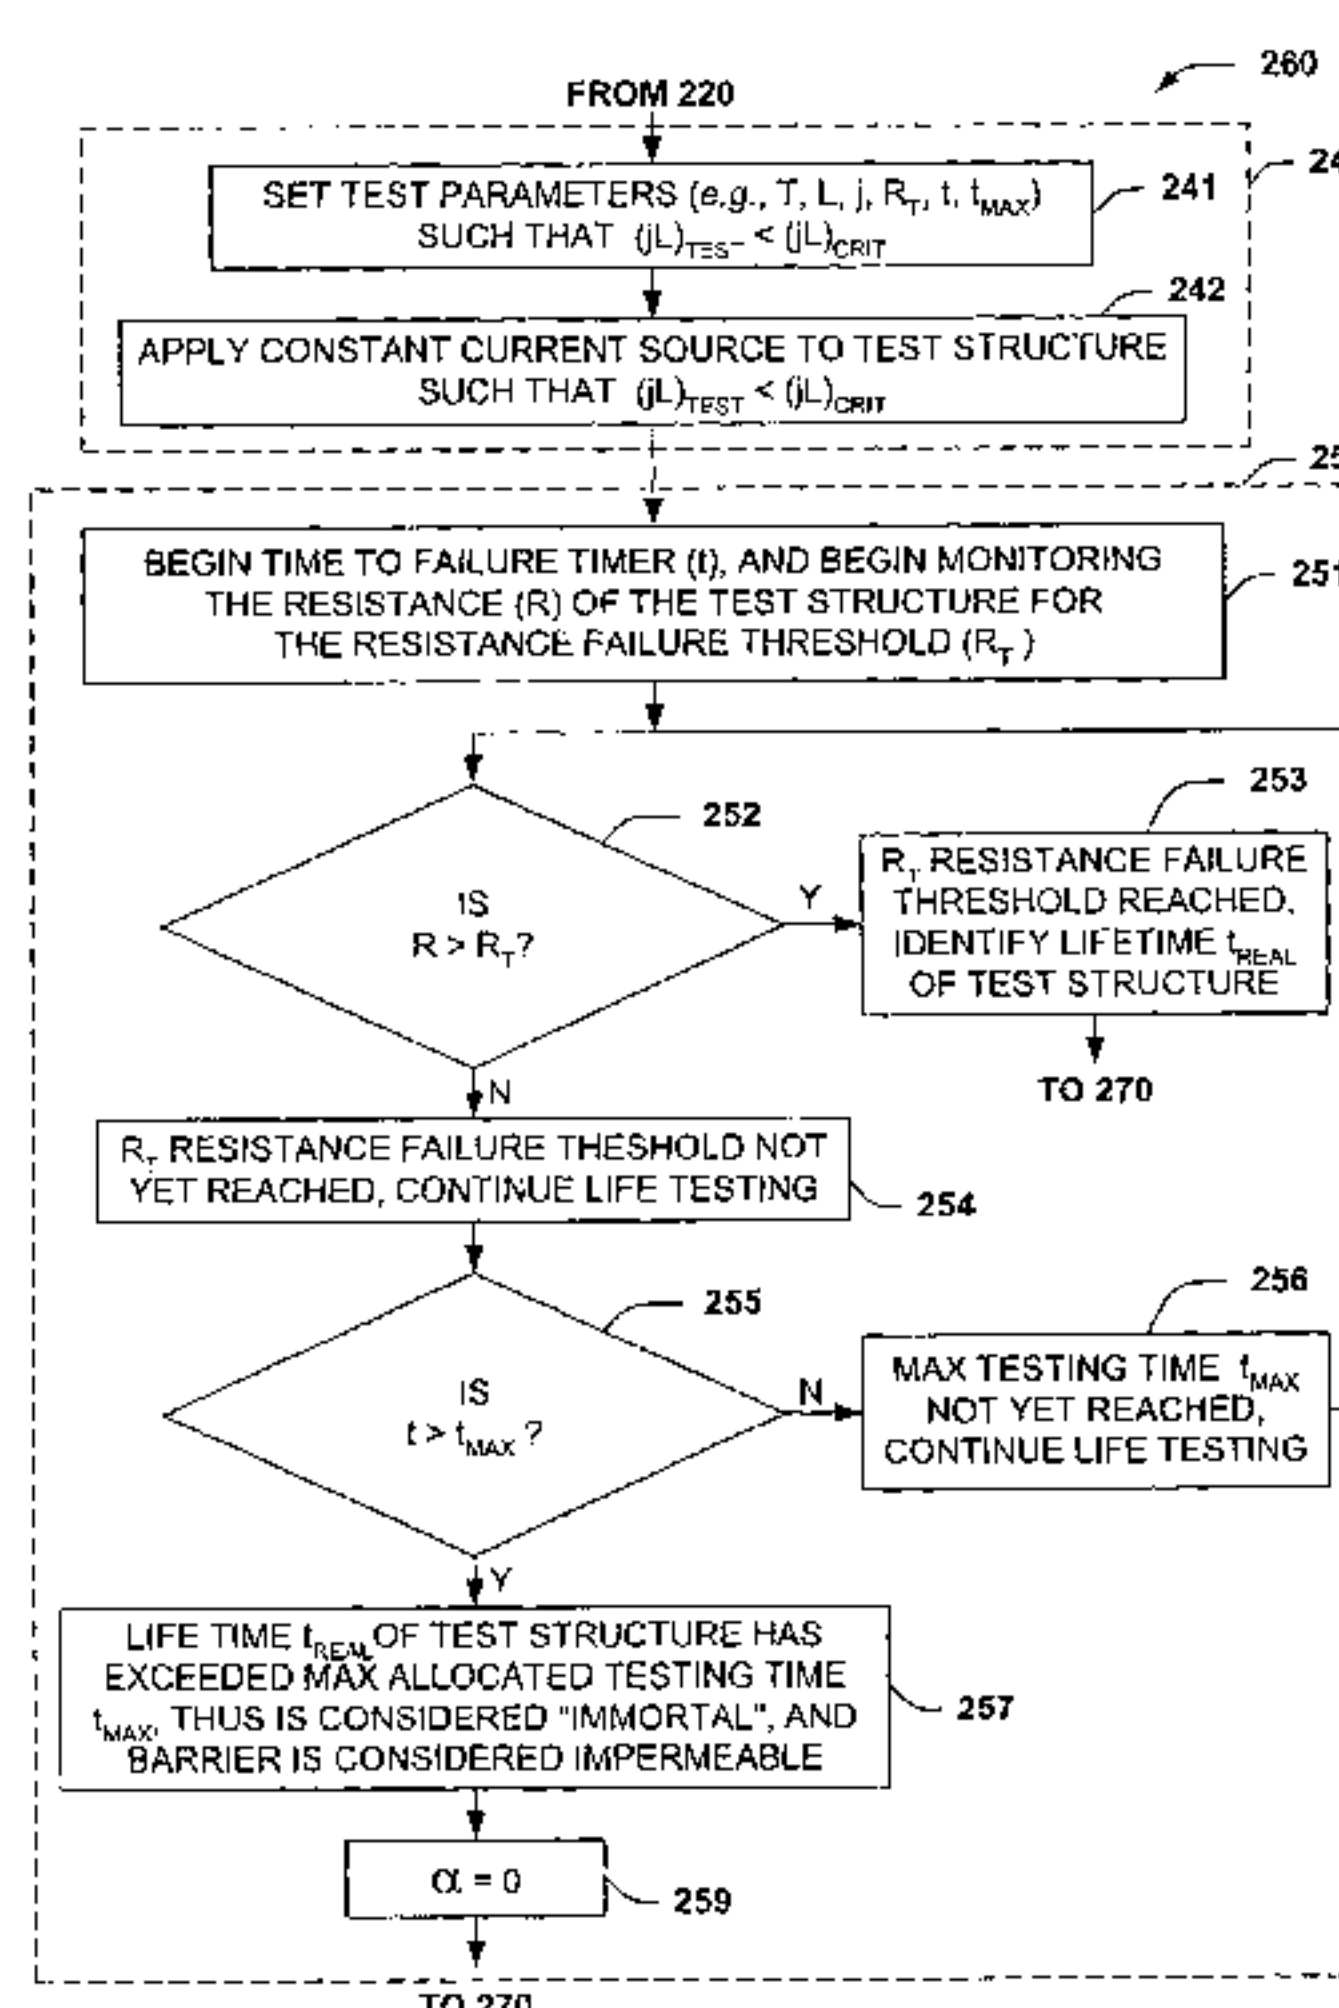 260
FROM 220
24
SET TEST PARAMETERS (e.g., T, L, j, R_T, t, t_MAX)
SUCH THAT (jL)_TEST < (jL)_CRIT
241
242
APPLY CONSTANT CURRENT SOURCE TO TEST STRUCTURE
SUCH THAT (jL)_TEST < (jL)_CRIT
25
BEGIN TIME TO FAILURE TIMER (t), AND BEGIN MONITORING
THE RESISTANCE (R) OF THE TEST STRUCTURE FOR
THE RESISTANCE FAILURE THRESHOLD (R_T)
251
252
IS
R > R_T?
Y
253
R_T RESISTANCE FAILURE
THRESHOLD REACHED,
IDENTIFY LIFETIME t_REAL
OF TEST STRUCTURE
TO 270
N
R_T RESISTANCE FAILURE THESHOLD NOT
YET REACHED, CONTINUE LIFE TESTING
254
255
IS
t > t_MAX ?
N
256
MAX TESTING TIME t_MAX
NOT YET REACHED,
CONTINUE LIFE TESTING
Y
LIFE TIME t_REAL OF TEST STRUCTURE HAS
EXCEEDED MAX ALLOCATED TESTING TIME
t_MAX, THUS IS CONSIDERED "IMMORTAL", AND
BARRIER IS CONSIDERED IMPERMEABLE
257
α = 0
259
TO 270